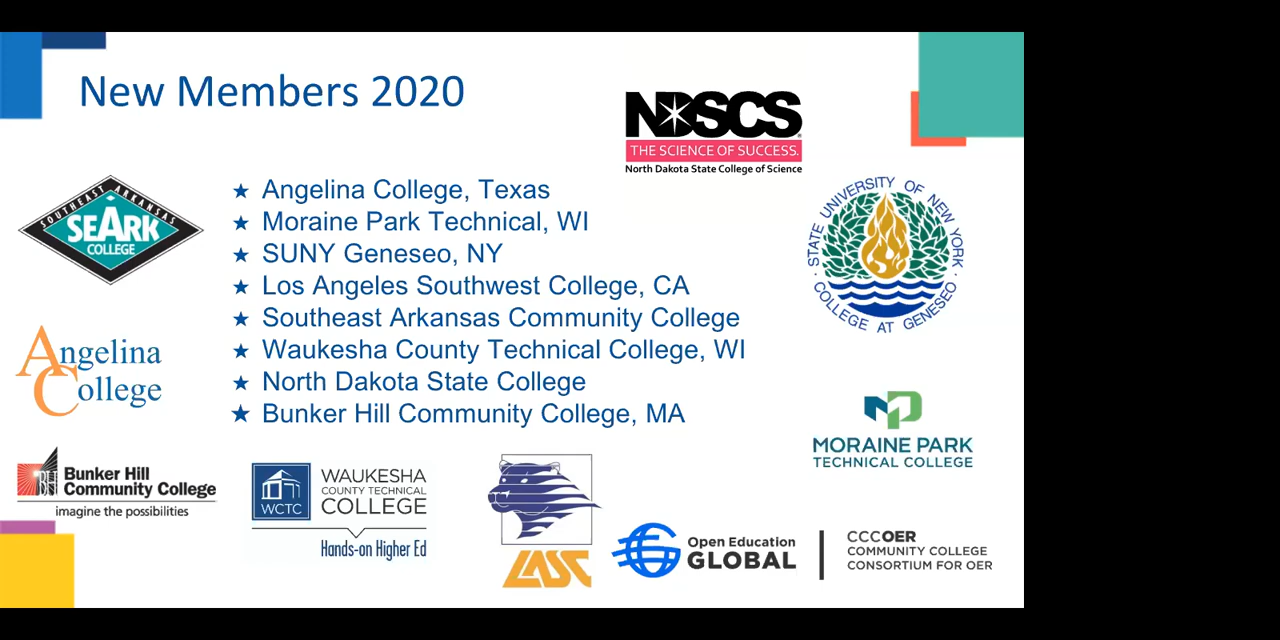 New Members 2020
NDSCS
THE SCIENCE OF SUCCESS.
North Dakota State College of Science
SOUTHEAST ARKANSAS
SEARK
COLLEGE
★ Angelina College, Texas
★ Moraine Park Technical, WI
★ SUNY Geneseo, NY
★ Los Angeles Southwest College, CA
★ Southeast Arkansas Community College
★ Waukesha County Technical College, WI
★ North Dakota State College
★ Bunker Hill Community College, MA
STATE UNIVERSITY OF NEW YORK
· COLLEGE AT GENESEO ·
Angelina
College
MORAINE PARK
TECHNICAL COLLEGE
Bunker Hill
Community College
imagine the possibilities
WCTC
WAUKESHA
COUNTY TECHNICAL
COLLEGE
Hands-on Higher Ed
LASC
Open Education
GLOBAL
CCCOER
COMMUNITY COLLEGE
CONSORTIUM FOR OER